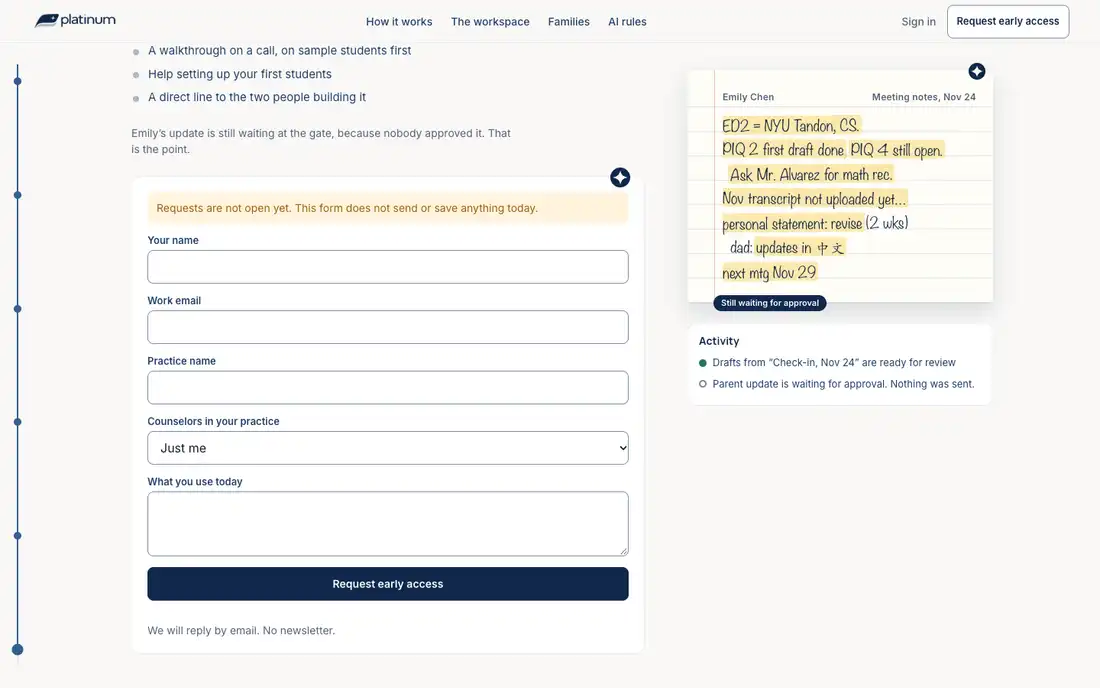 platinum
How it works
The workspace
Families
AI rules
Sign in
Request early access
A walkthrough on a call, on sample students first
Help setting up your first students
A direct line to the two people building it
Emily’s update is still waiting at the gate, because nobody approved it. That
is the point.
Requests are not open yet. This form does not send or save anything today.
Your name
Work email
Practice name
Counselors in your practice
Just me
What you use today
Request early access
We will reply by email. No newsletter.
Emily Chen
Meeting notes, Nov 24
ED2 = NYU Tandon, CS.
PIQ 2 first draft done. PIQ 4 still open.
Ask Mr. Alvarez for math rec.
Nov transcript not uploaded yet...
personal statement: revise (2 wks)
dad: updates in 中文
next mtg Nov 29
Still waiting for approval
Activity
Drafts from “Check-in, Nov 24” are ready for review
Parent update is waiting for approval. Nothing was sent.